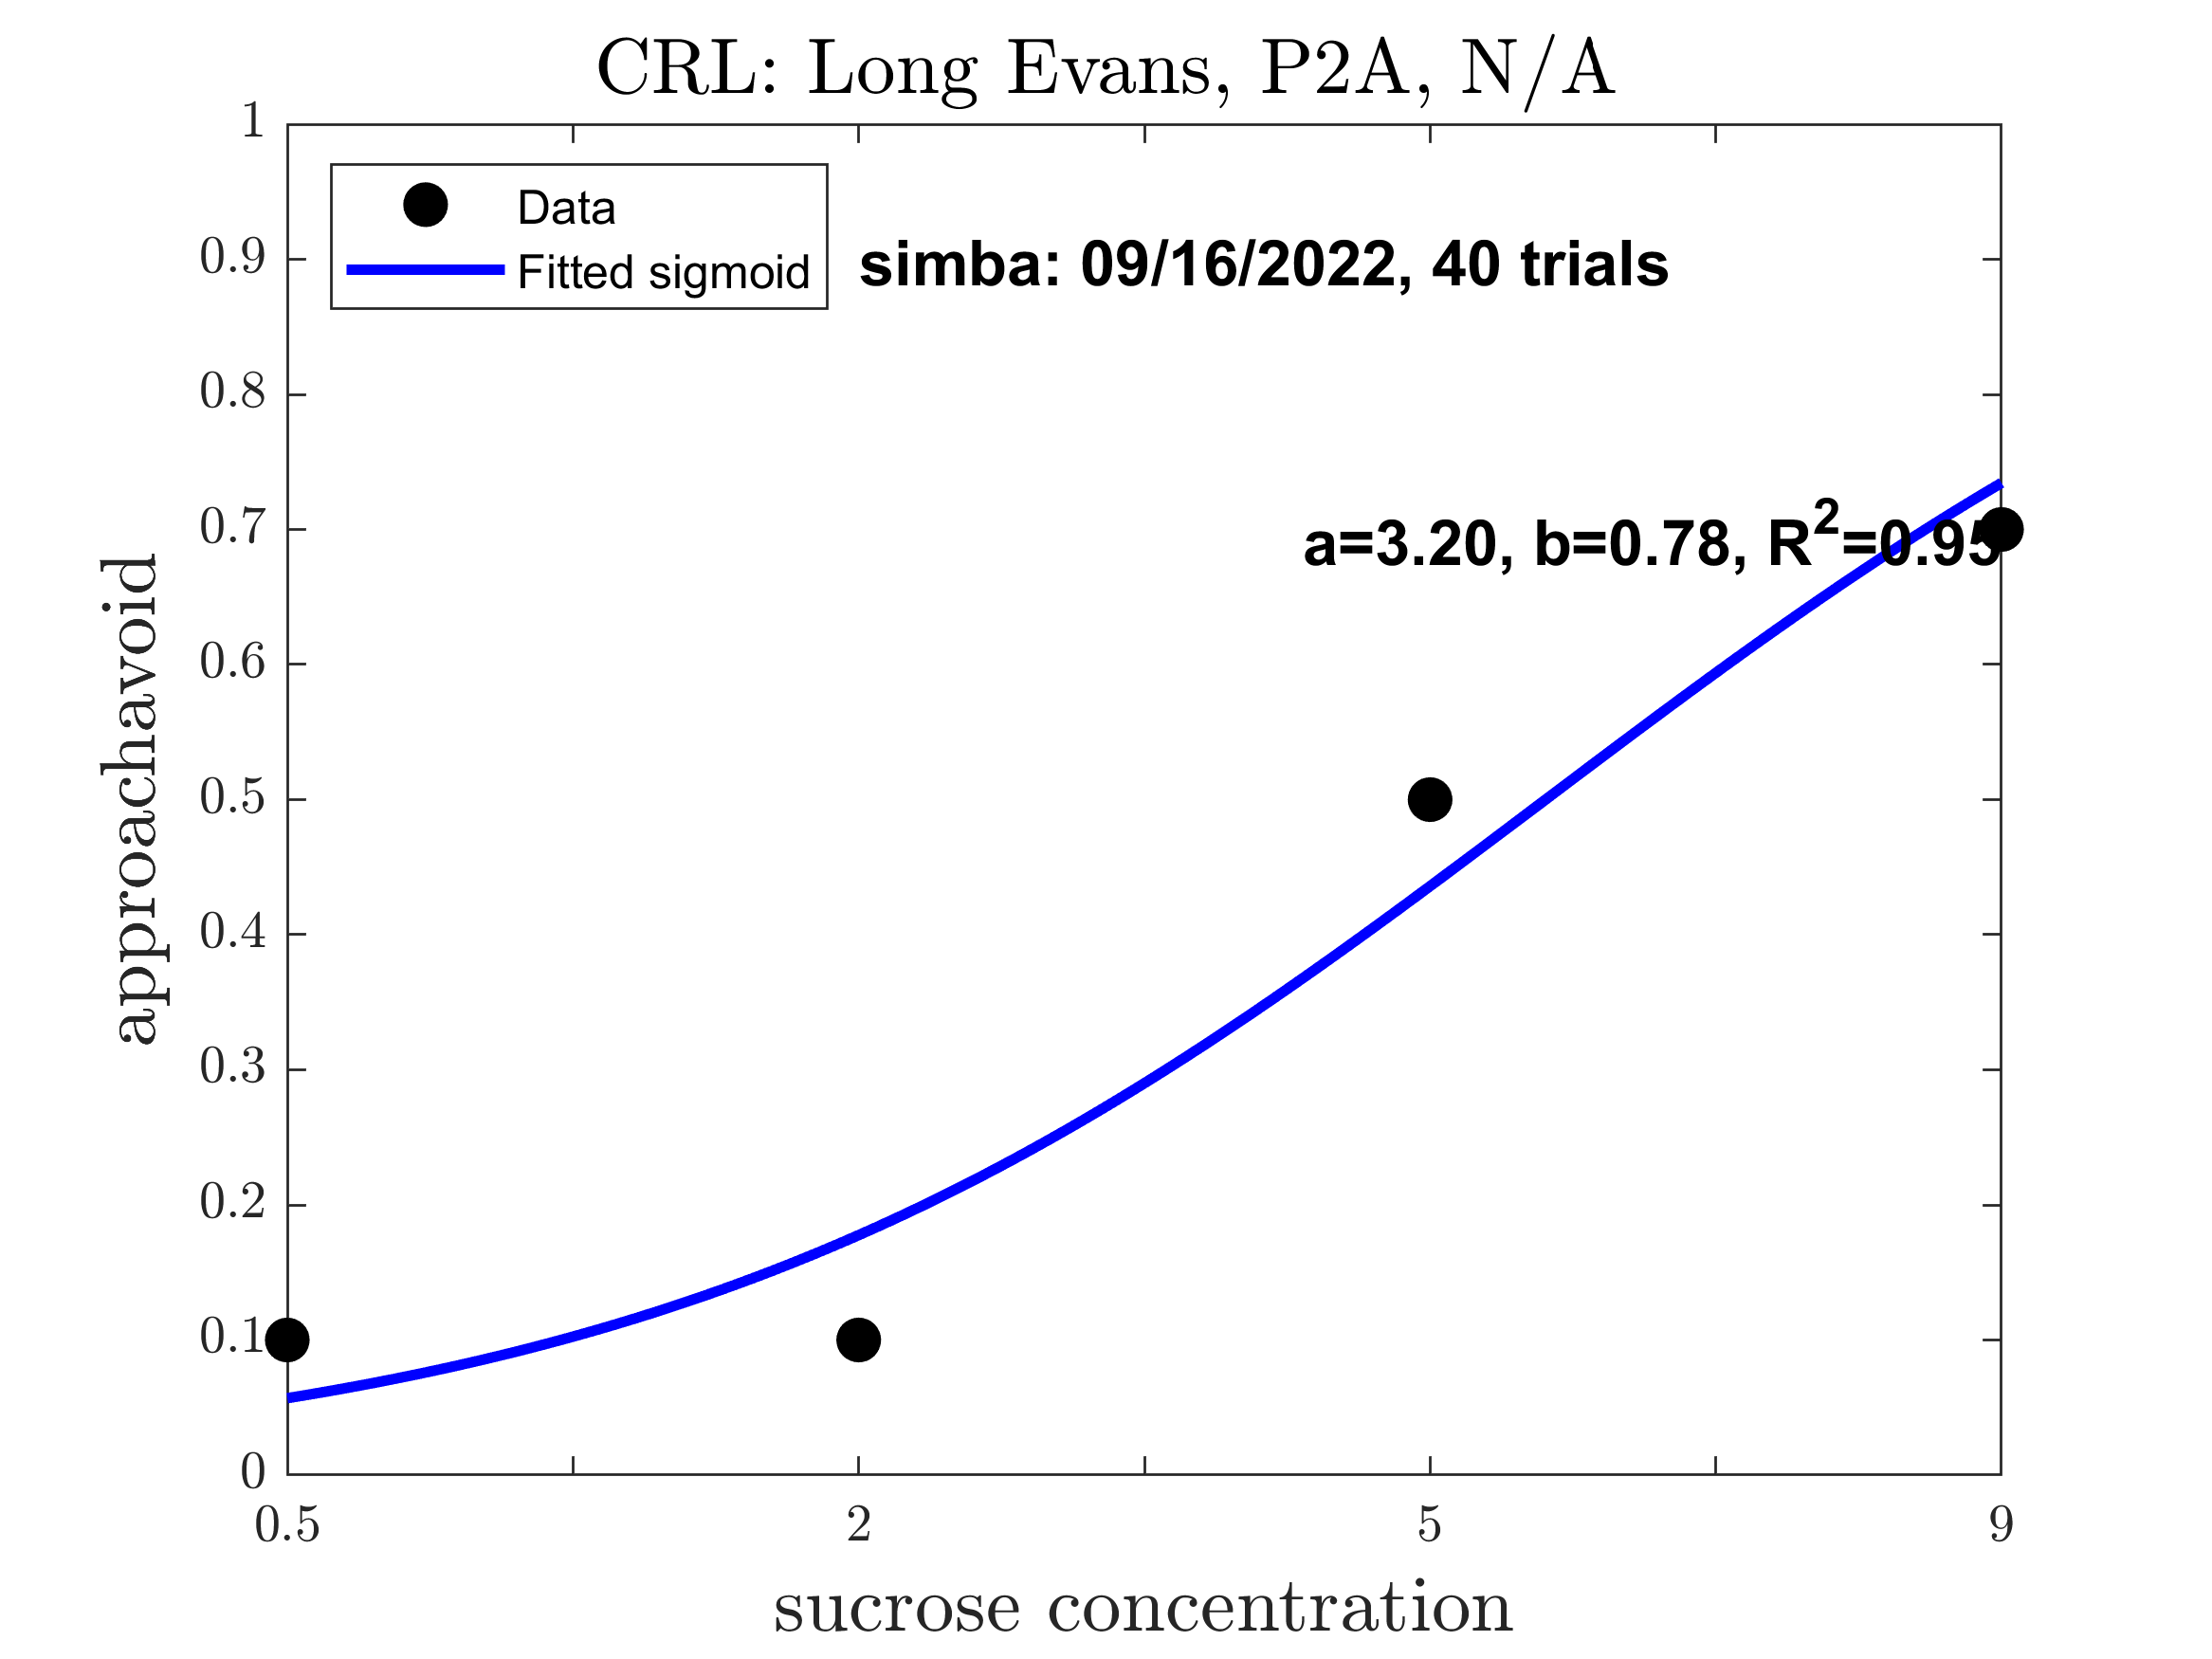 CRL: Long Evans, P2A, N/A
1
Data
0.9
Fitted sigmoid
simba: 09/16/2022, 40 trials
0.8
0.7
a=3.20, b=0.78, R²=0.95
0.6
0.5
0.4
0.3
0.2
0.1
0
approachavoid
0.5 2 5 9
sucrose concentration